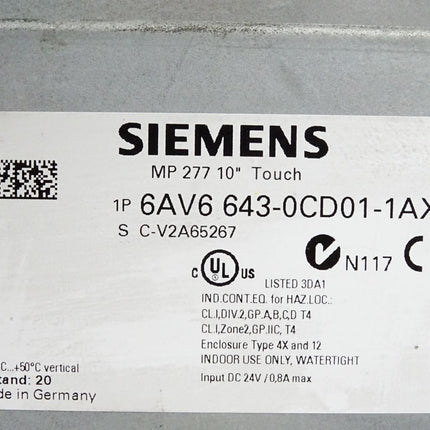 SIEMENS
MP 277 10" Touch
1P 6AV6 643-0CD01-1AX
S C-V2A65267
N117
C UL US
LISTED 3DA1
IND.CONT.EQ. for HAZ.LOC.:
CL.I,DIV.2,GP.A,B,C,D T4
CL.I,Zone2,GP.IIC, T4
Enclosure Type 4X and 12
INDOOR USE ONLY, WATERTIGHT
Input DC 24V / 0,8A max
C...+50°C vertical
tand: 20
de in Germany